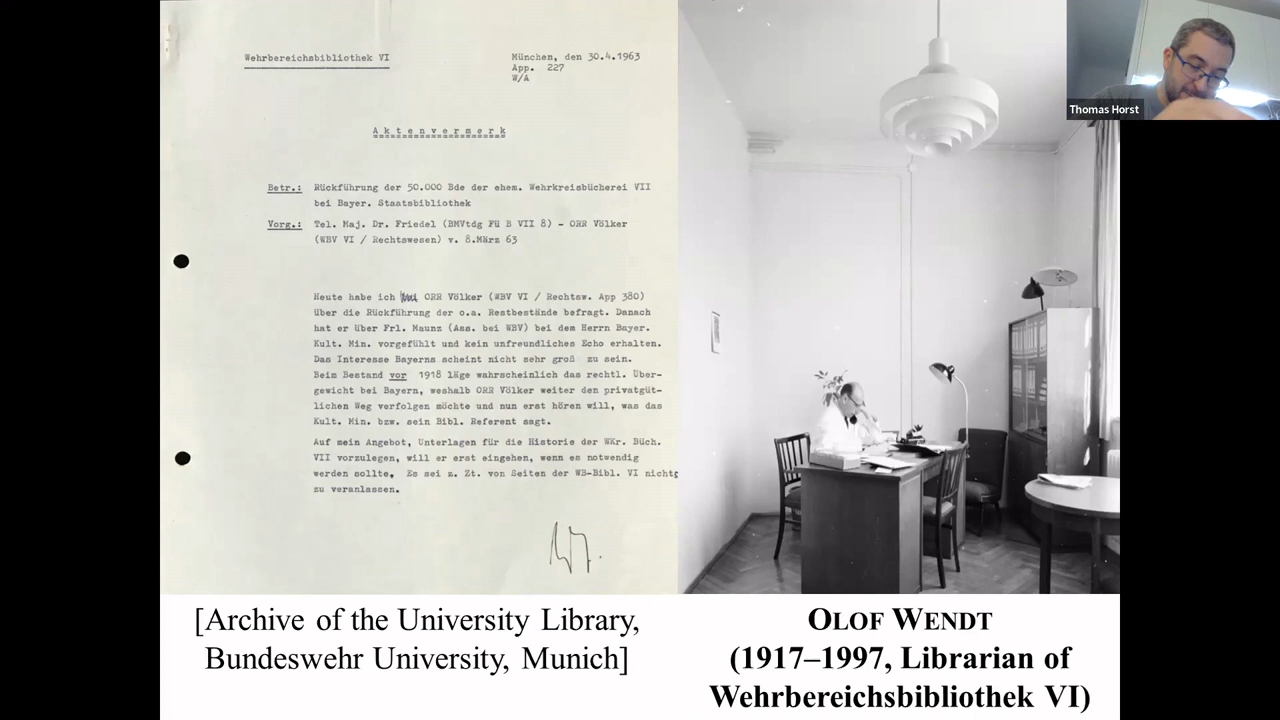 Wehrbereichsbibliothek VI
München, den 30.4.1963
App. 227
W/A
Aktenvermerk
Betr.: Rückführung der 50.000 Bde der ehem. Wehrkreisbücherei VII
bei Bayer. Staatsbibliothek
Vorg.: Tel. Maj. Dr. Friedel (BMVtdg Fü B VII 8) - ORR Völker
(WBV VI / Rechtswesen) v. 8.März 63
Heute habe ich ORR Völker (WBV VI / Rechtsw. App 380)
über die Rückführung der o.a. Restbestände befragt. Danach
hat er über Frl. Maunz (Ass. bei WBV) bei dem Herrn Bayer.
Kult. Min. vorgefühlt und kein unfreundliches Echo erhalten.
Das Interesse Bayerns scheint nicht sehr groß zu sein.
Beim Bestand vor 1918 läge wahrscheinlich das rechtl. Über-
gewicht bei Bayern, weshalb ORR Völker weiter den privatgüt-
lichen Weg verfolgen möchte und nun erst hören will, was das
Kult. Min. bzw. sein Bibl. Referent sagt.
Auf mein Angebot, Unterlagen für die Historie der WKr. Büch.
VII vorzulegen, will er erst eingehen, wenn es notwendig
werden sollte. Es sei z. Zt. von Seiten der WB-Bibl. VI nichts
zu veranlassen.
[Archive of the University Library,
Bundeswehr University, Munich]
OLOF WENDT
(1917–1997, Librarian of
Wehrbereichsbibliothek VI)
Thomas Horst